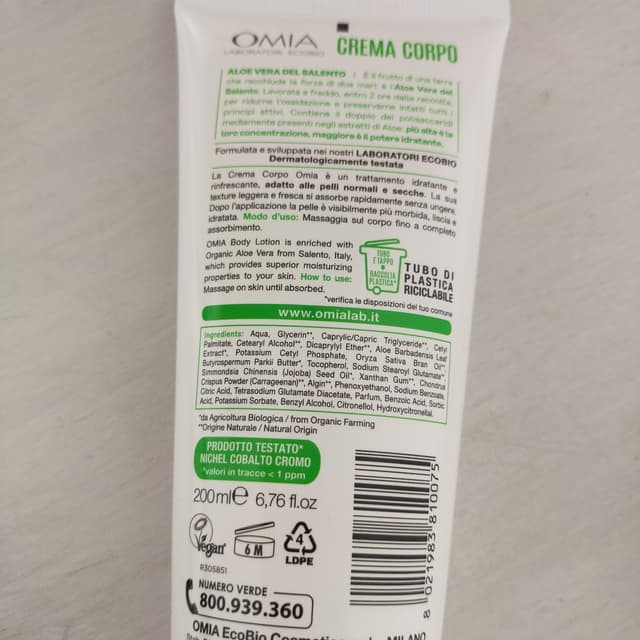 OMIA
LABORATOIRES ECOBIO
CREMA CORPO
ALOE VERA DEL SALENTO | È il frutto di una terra
che racchiude la forza di due mari: è l'Aloe Vera del
Salento. Lavorata a freddo, entro 2 ore dalla raccolta,
per ridurne l'ossidazione e preservarne infatti tutti i
principi attivi. Contiene il doppio dei polisaccaridi
mediamente presenti negli estratti di Aloe: più alta è la
loro concentrazione, maggiore è il potere idratante.
Formulata e sviluppata nei nostri LABORATORI ECOBIO
Dermatologicamente testata
La Crema Corpo Omia è un trattamento idratante e
rinfrescante, adatto alle pelli normali e secche. La sua
texture leggera e fresca si assorbe rapidamente senza ungere.
Dopo l'applicazione la pelle è visibilmente più morbida, liscia e
idratata. Modo d'uso: Massaggia sul corpo fino a completo
assorbimento.
OMIA Body Lotion is enriched with
Organic Aloe Vera from Salento, Italy,
which provides superior moisturizing
properties to your skin. How to use:
Massage on skin until absorbed.
TUBO
E TAPPO
RACCOLTA
PLASTICA*
TUBO DI
PLASTICA
RICICLABILE
*verifica le disposizioni del tuo comune
www.omialab.it
Ingredients: Aqua, Glycerin**, Caprylic/Capric Triglyceride**, Cetyl
Palmitate, Cetearyl Alcohol**, Dicaprylyl Ether**, Aloe Barbadensis Leaf
Extract*, Potassium Cetyl Phosphate, Oryza Sativa Bran Oil**,
Butyrospermum Parkii Butter*, Tocopherol, Sodium Stearoyl Glutamate**,
Simmondsia Chinensis (Jojoba) Seed Oil*, Xanthan Gum**, Chondrus
Crispus Powder (Carrageenan)**, Algin**, Phenoxyethanol, Sodium Benzoate,
Citric Acid, Tetrasodium Glutamate Diacetate, Parfum, Benzoic Acid, Sorbic
Acid, Potassium Sorbate, Benzyl Alcohol, Citronellol, Hydroxycitronellal.
*da Agricoltura Biologica / from Organic Farming
**Origine Naturale / Natural Origin
PRODOTTO TESTATO*
NICHEL COBALTO CROMO
*valori in tracce < 1 ppm
200ml℮ 6,76 fl.oz
Vegan
6 M
4
LDPE
R305851
NUMERO VERDE
800.939.360
8 021983 810075
OMIA EcoBio
MILANO